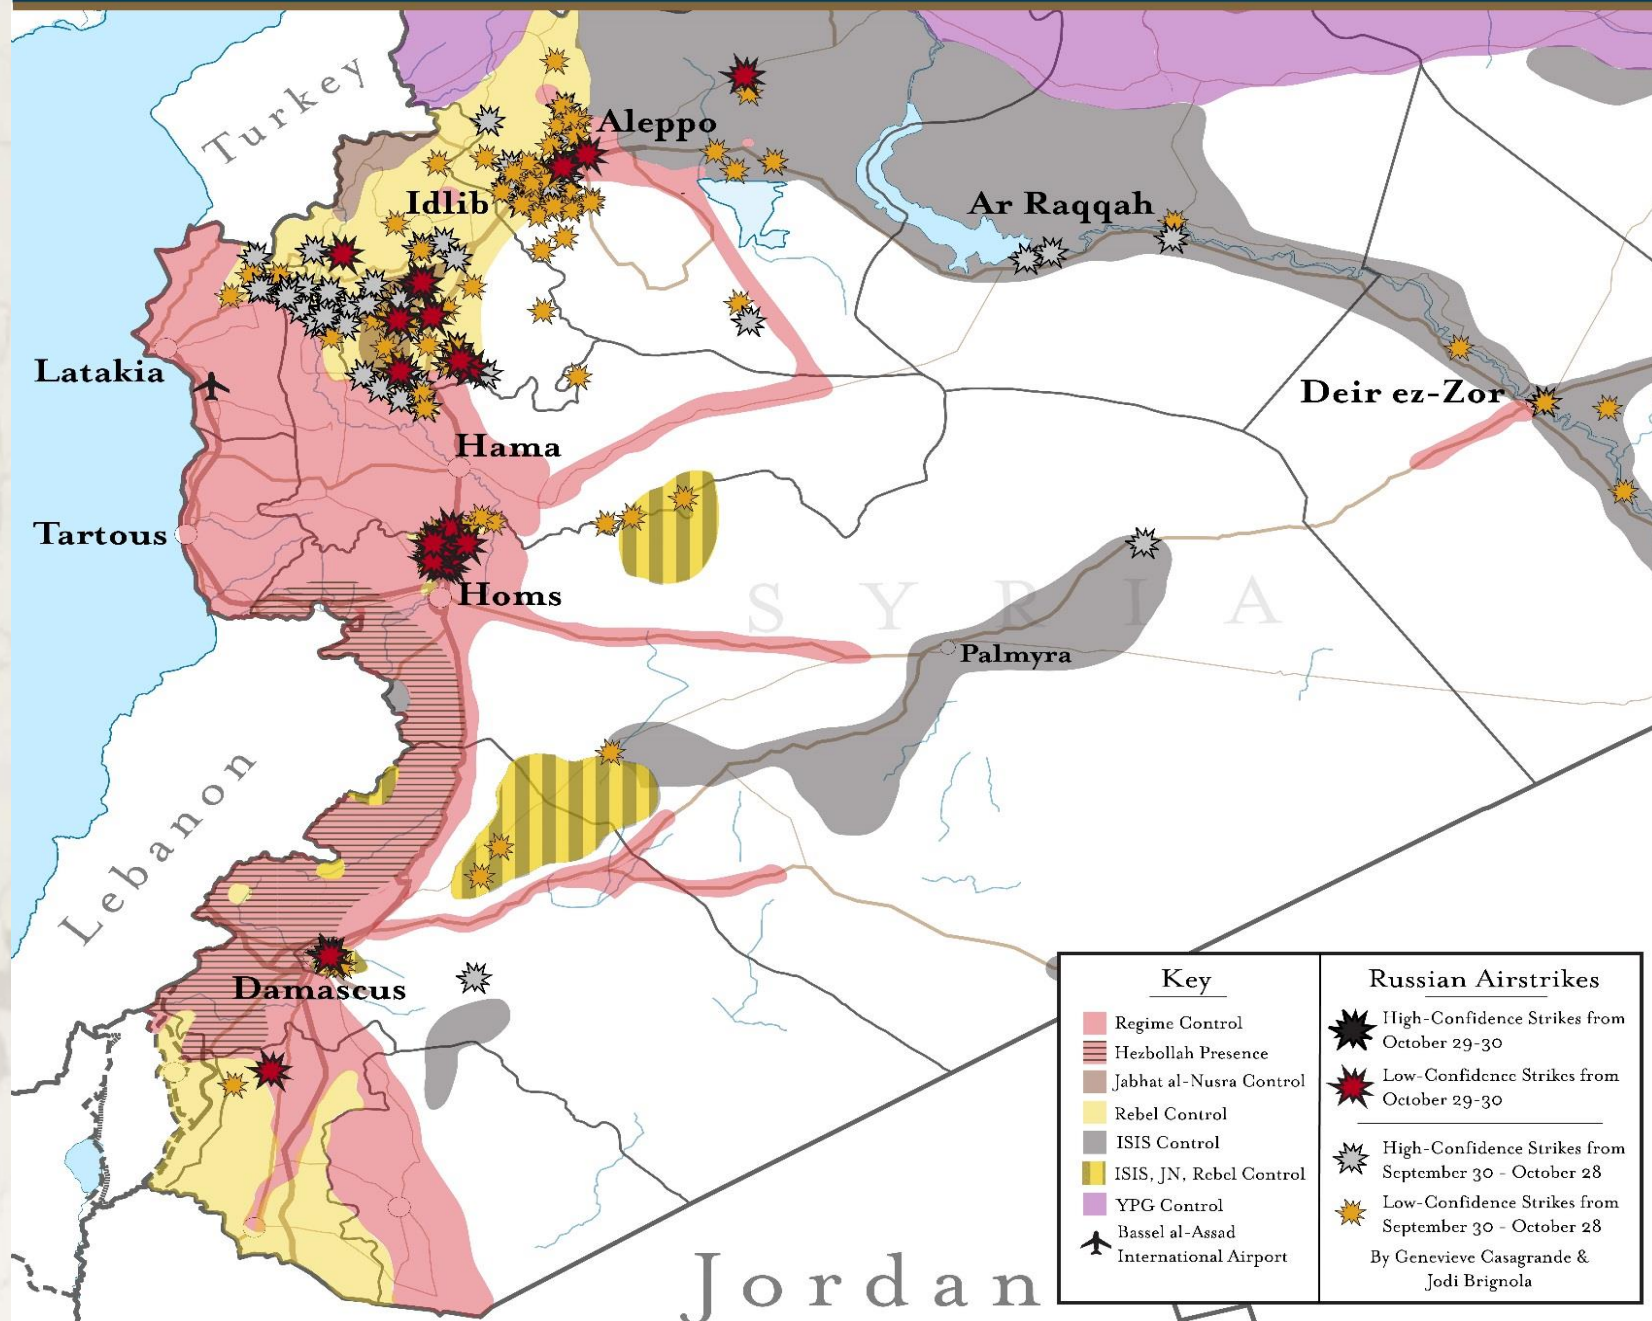 Turkey
Aleppo
Idlib
Ar Raqqah
Latakia
Deir ez-Zor
Hama
Tartous
Homs
SYRIA
Palmyra
Lebanon
Damascus
Jordan
Key
Regime Control
Hezbollah Presence
Jabhat al-Nusra Control
Rebel Control
ISIS Control
ISIS, JN, Rebel Control
YPG Control
Bassel al-Assad
International Airport
Russian Airstrikes
High-Confidence Strikes from
October 29-30
Low-Confidence Strikes from
October 29-30
High-Confidence Strikes from
September 30 - October 28
Low-Confidence Strikes from
September 30 - October 28
By Genevieve Casagrande &
Jodi Brignola